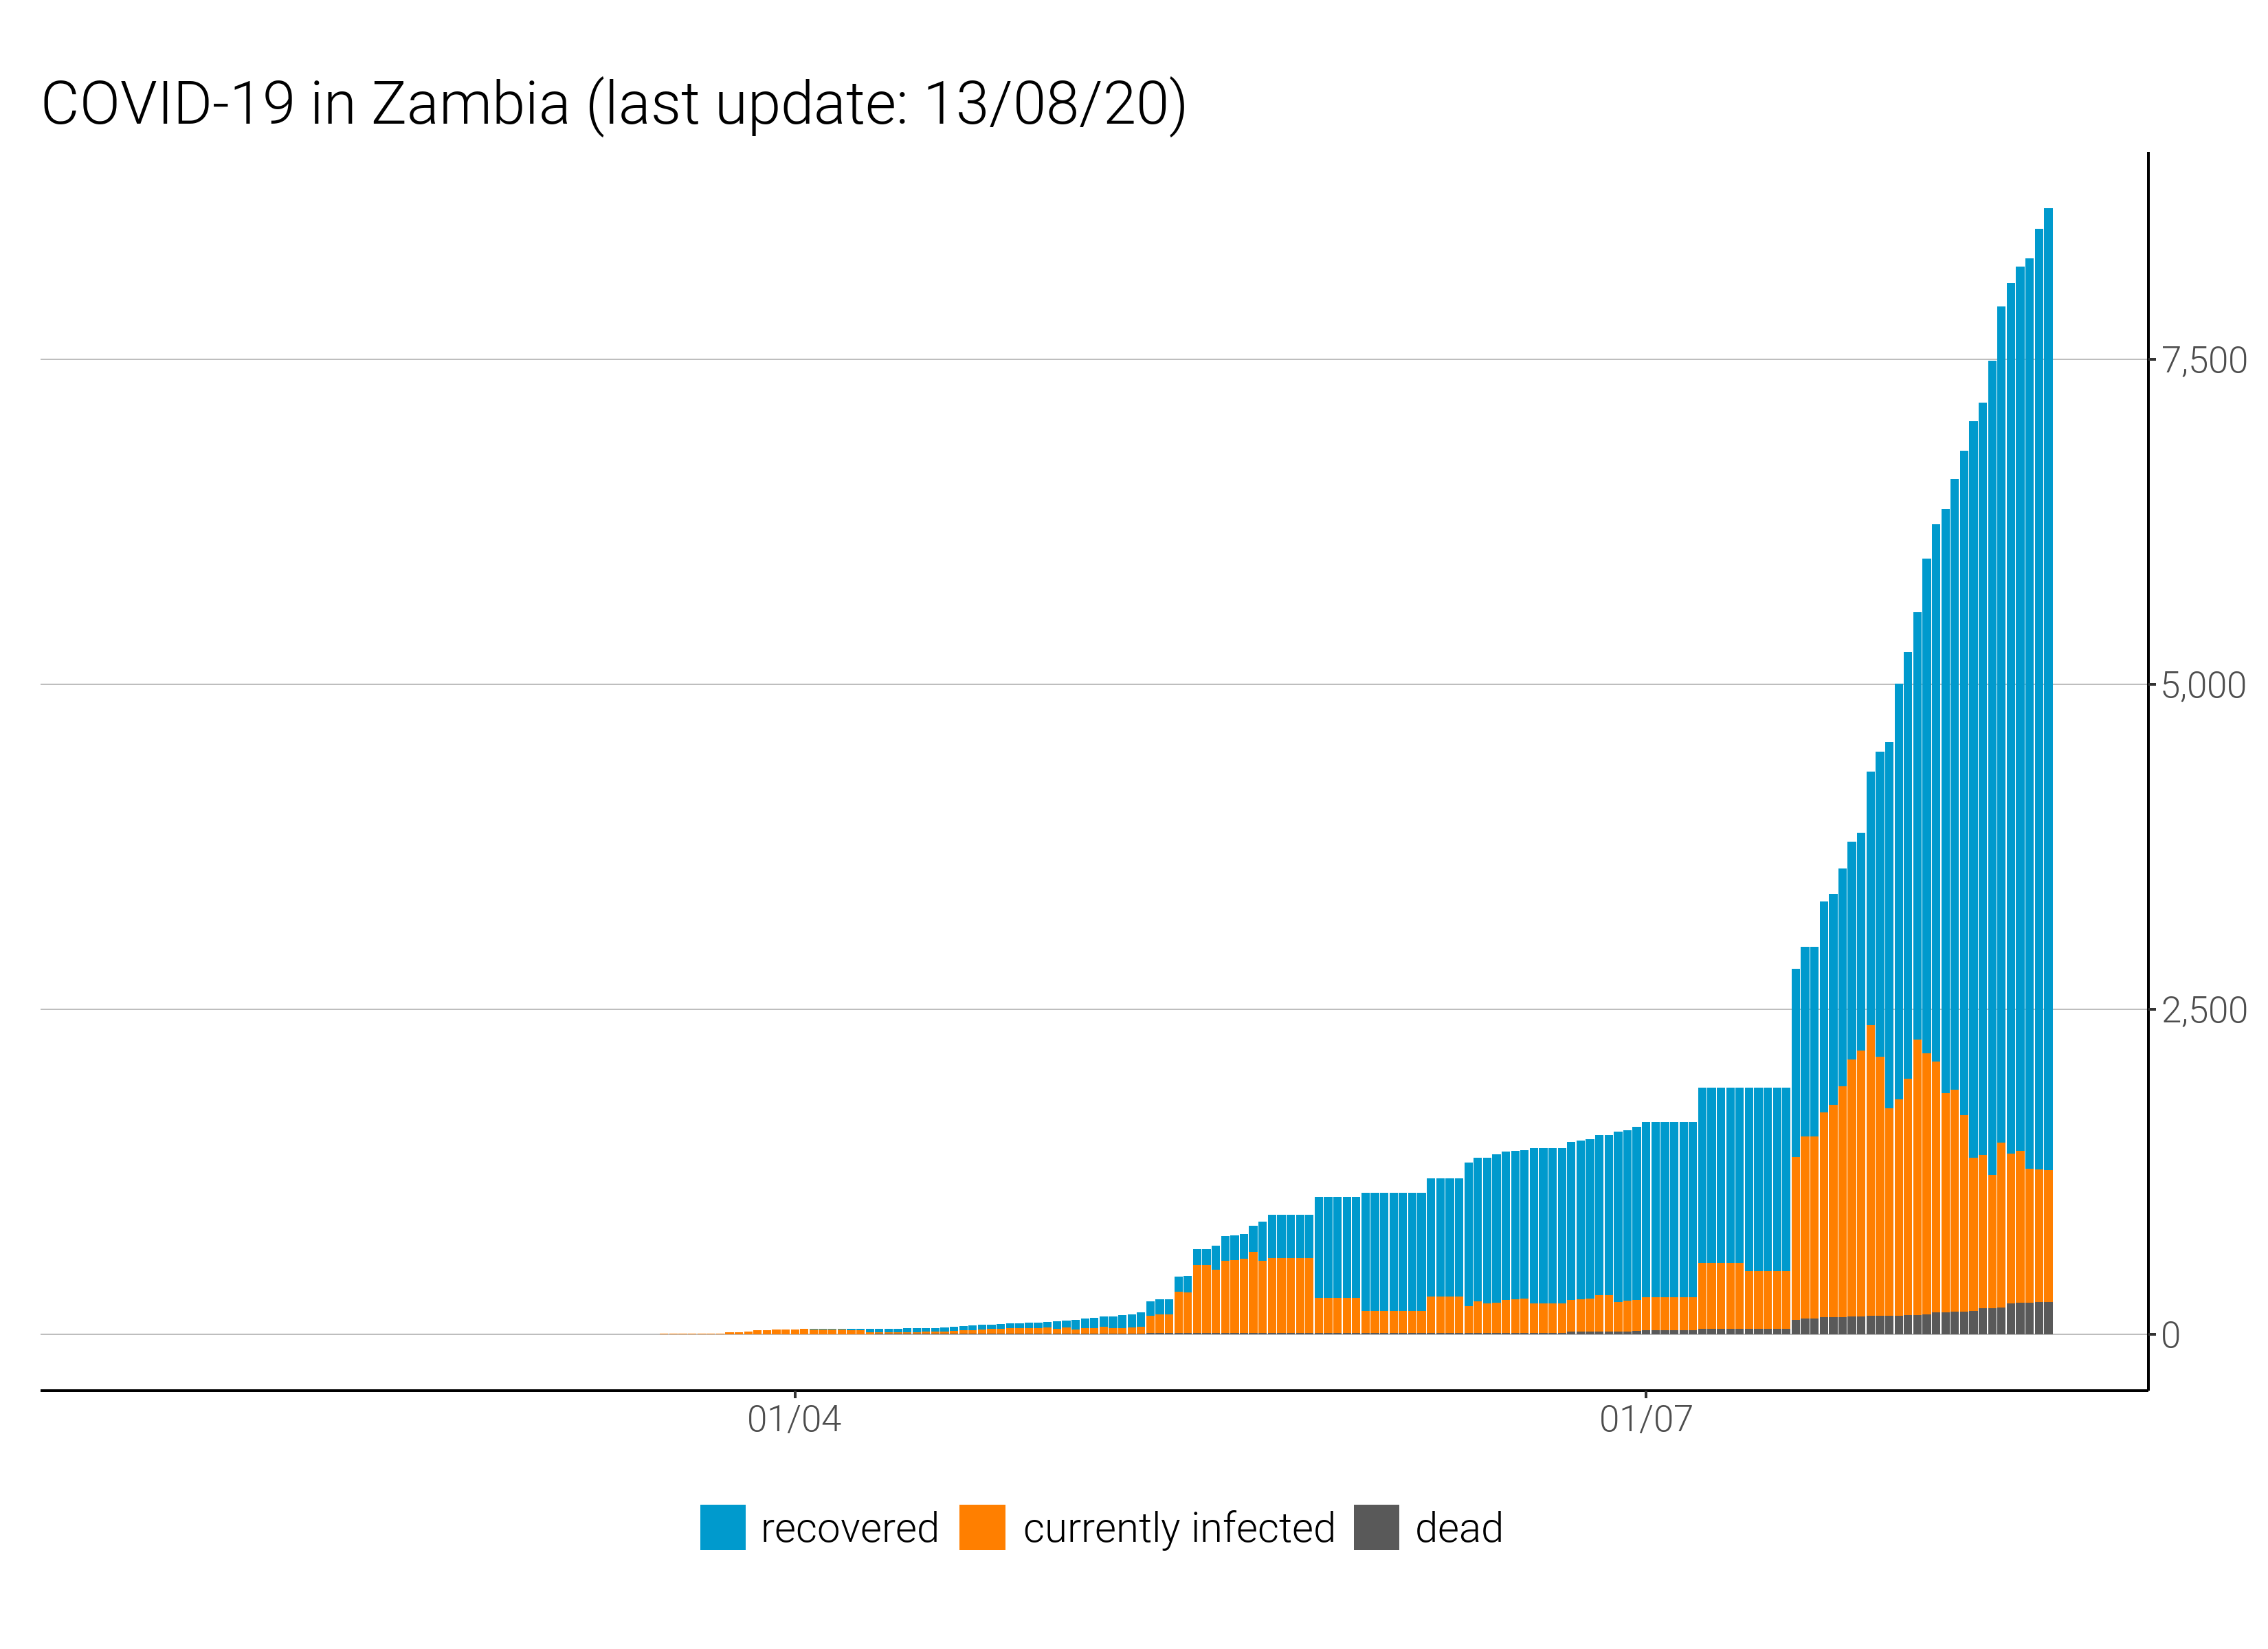 COVID-19 in Zambia (last update: 13/08/20)
7,500
5,000
2,500
0
01/04 01/07
recovered currently infected dead